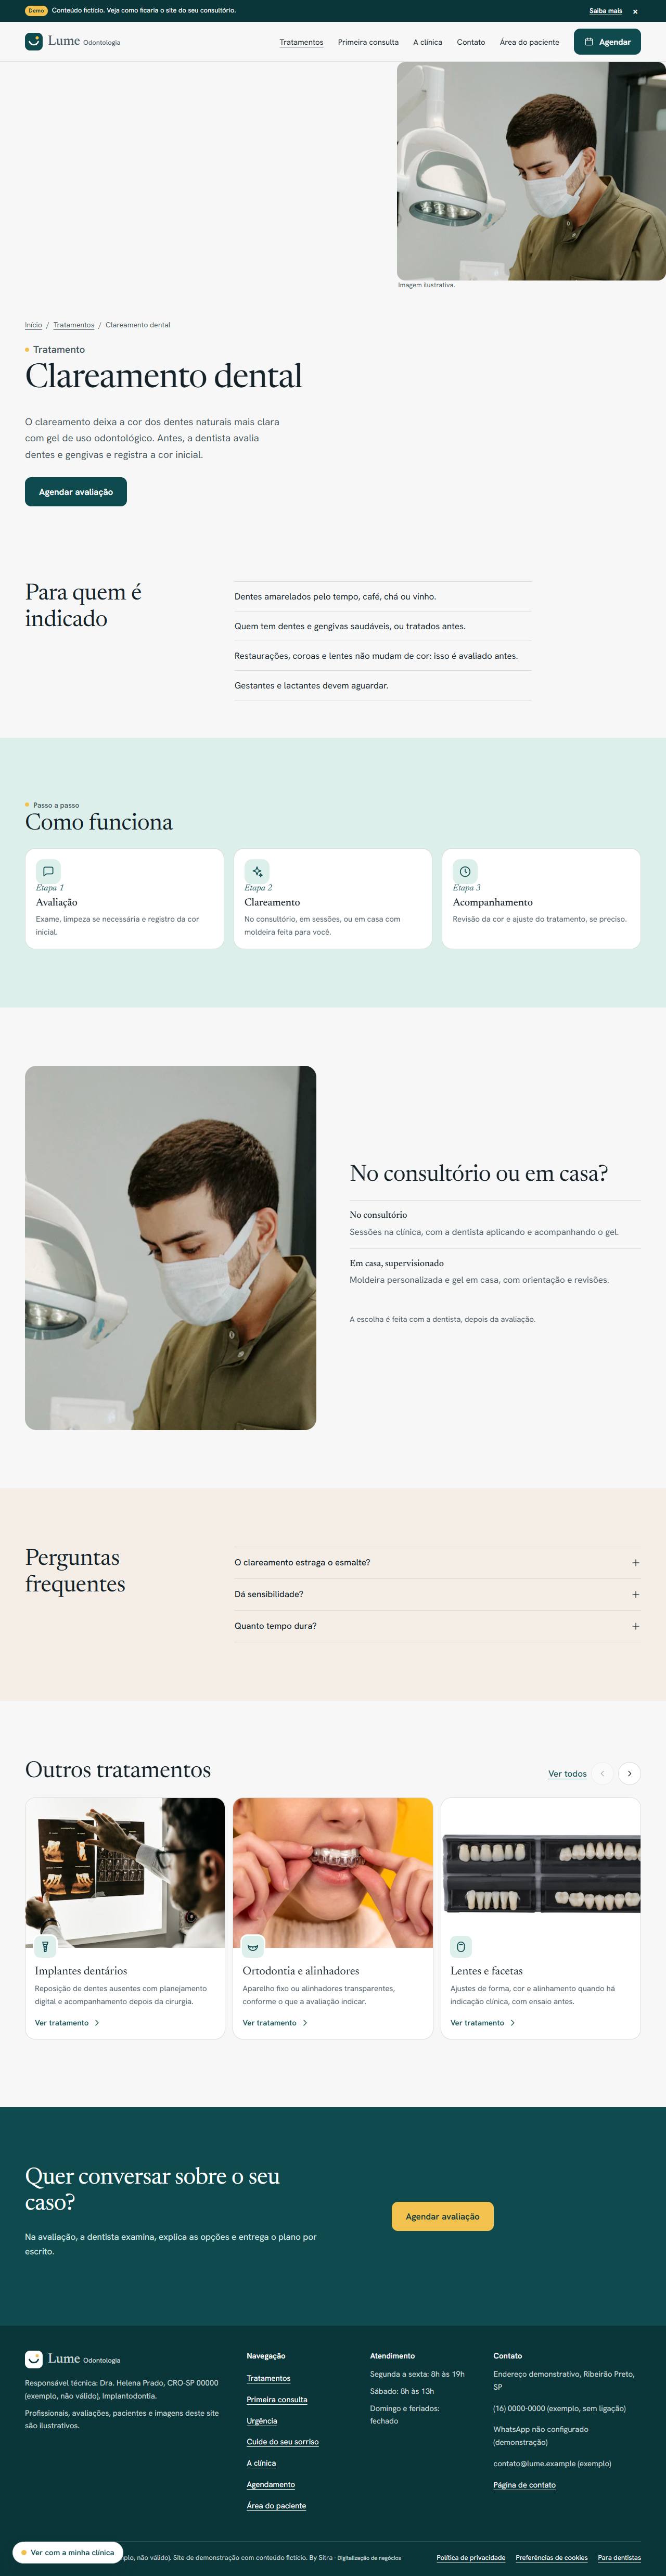 Demo Conteúdo fictício. Veja como ficaria o site do seu consultório. Saiba mais ×
Lume Odontologia Tratamentos Primeira consulta A clínica Contato Área do paciente Agendar
Imagem ilustrativa.
Início / Tratamentos / Clareamento dental
Tratamento
Clareamento dental
O clareamento deixa a cor dos dentes naturais mais clara
com gel de uso odontológico. Antes, a dentista avalia
dentes e gengivas e registra a cor inicial.
Agendar avaliação
Para quem é
indicado
Dentes amarelados pelo tempo, café, chá ou vinho.
Quem tem dentes e gengivas saudáveis, ou tratados antes.
Restaurações, coroas e lentes não mudam de cor: isso é avaliado antes.
Gestantes e lactantes devem aguardar.
Passo a passo
Como funciona
Etapa 1
Avaliação
Exame, limpeza se necessária e registro da cor
inicial.
Etapa 2
Clareamento
No consultório, em sessões, ou em casa com
moldeira feita para você.
Etapa 3
Acompanhamento
Revisão da cor e ajuste do tratamento, se preciso.
No consultório ou em casa?
No consultório
Sessões na clínica, com a dentista aplicando e acompanhando o gel.
Em casa, supervisionado
Moldeira personalizada e gel em casa, com orientação e revisões.
A escolha é feita com a dentista, depois da avaliação.
Perguntas
frequentes
O clareamento estraga o esmalte?
Dá sensibilidade?
Quanto tempo dura?
Outros tratamentos
Ver todos
Implantes dentários
Reposição de dentes ausentes com planejamento
digital e acompanhamento depois da cirurgia.
Ver tratamento
Ortodontia e alinhadores
Aparelho fixo ou alinhadores transparentes,
conforme o que a avaliação indicar.
Ver tratamento
Lentes e facetas
Ajustes de forma, cor e alinhamento quando há
indicação clínica, com ensaio antes.
Ver tratamento
Quer conversar sobre o seu
caso?
Na avaliação, a dentista examina, explica as opções e entrega o plano por
escrito.
Agendar avaliação
Lume Odontologia
Responsável técnica: Dra. Helena Prado, CRO-SP 00000
(exemplo, não válido), Implantodontia.
Profissionais, avaliações, pacientes e imagens deste site
são ilustrativos.
Navegação
Tratamentos
Primeira consulta
Urgência
Cuide do seu sorriso
A clínica
Agendamento
Área do paciente
Atendimento
Segunda a sexta: 8h às 19h
Sábado: 8h às 13h
Domingo e feriados:
fechado
Contato
Endereço demonstrativo, Ribeirão Preto,
SP
(16) 0000-0000 (exemplo, sem ligação)
WhatsApp não configurado
(demonstração)
contato@lume.example (exemplo)
Página de contato
Ver com a minha clínica
não válido). Site de demonstração com conteúdo fictício. By Sitra · Digitalização de negócios
Política de privacidade Preferências de cookies Para dentistas